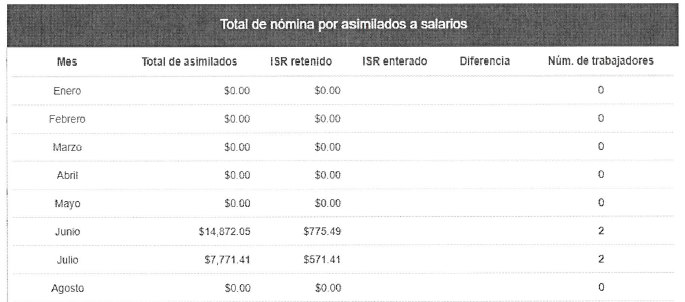 Total de nómina por asimilados a salarios
Mes Total de asimilados ISR retenido ISR enterado Diferencia Núm. de trabajadores
Enero $0.00 $0.00 0
Febrero $0.00 $0.00 0
Marzo $0.00 $0.00 0
Abril $0.00 $0.00 0
Mayo $0.00 $0.00 0
Junio $14,872.05 $775.49 2
Julio $7,771.41 $571.41 2
Agosto $0.00 $0.00 0